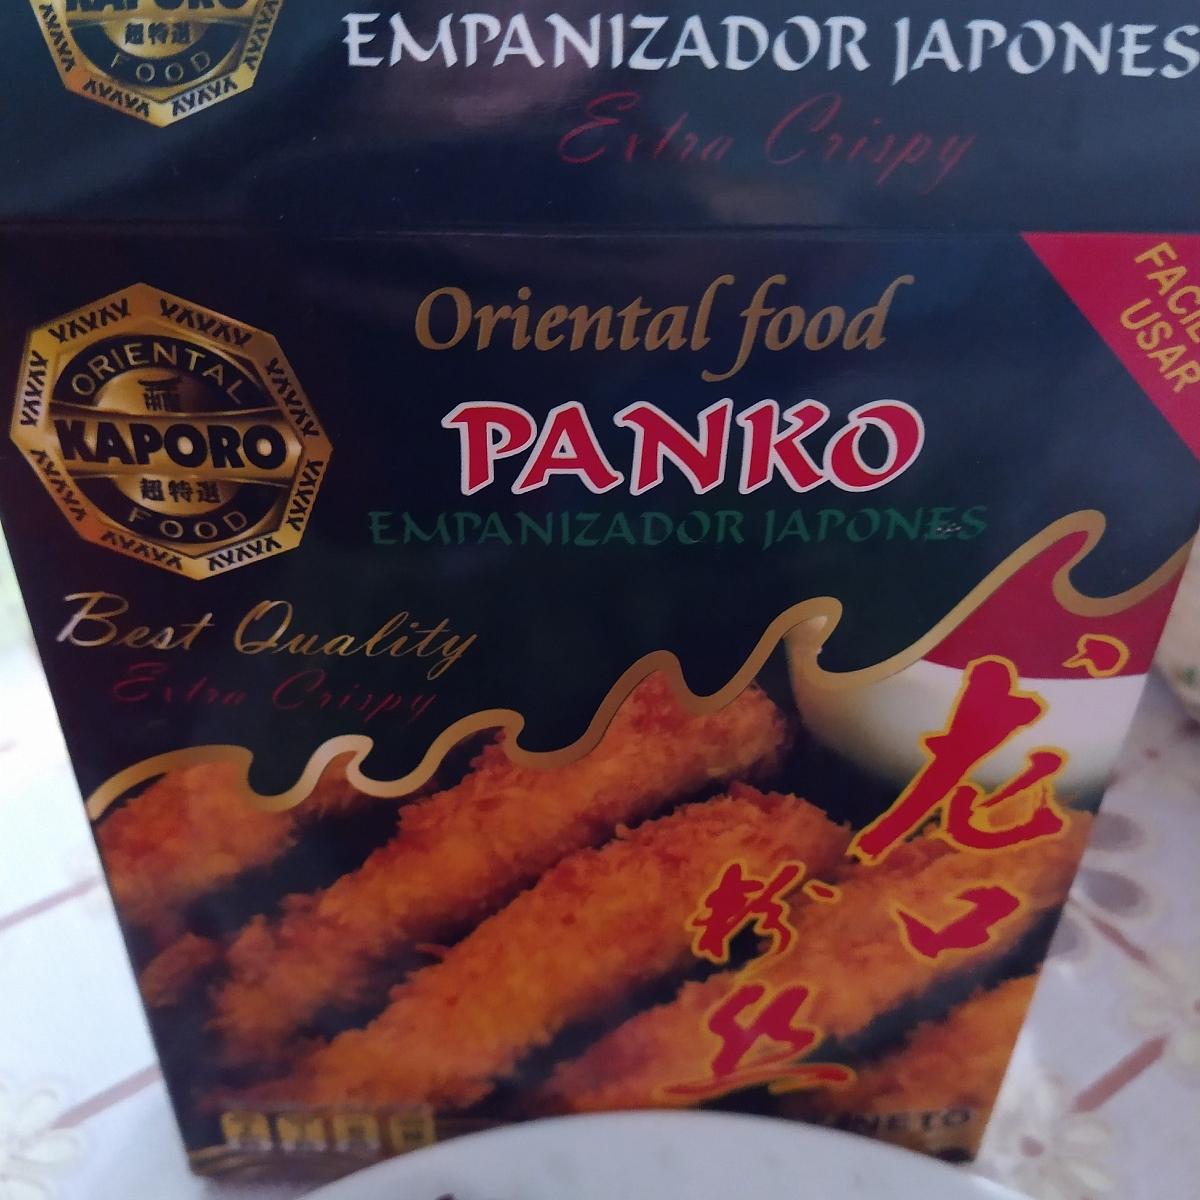 KAPORO
超特選
FOOD
EMPANIZADOR JAPONES
Extra Crispy
FACIL
USAR
Oriental food
ORIENTAL
KAPORO
超特選
FOOD
PANKO
EMPANIZADOR JAPONES
Best Quality
Extra Crispy
龙口
粉丝
NETO